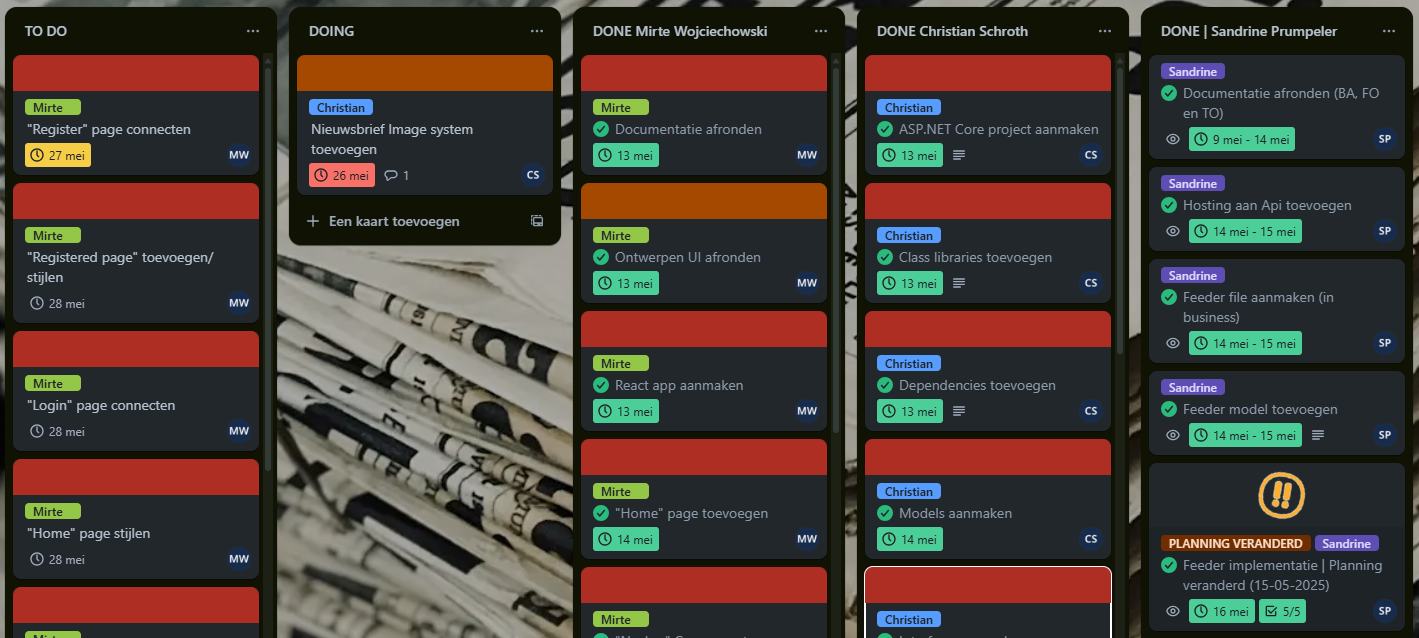 TO DO
Mirte
"Register" page connecten
27 mei
MW
Mirte
"Registered page" toevoegen/
stijlen
28 mei
MW
Mirte
"Login" page connecten
28 mei
MW
Mirte
"Home" page stijlen
28 mei
MW
DOING
Christian
Nieuwsbrief Image system
toevoegen
26 mei
1
CS
Een kaart toevoegen
DONE Mirte Wojciechowski
Mirte
Documentatie afronden
13 mei
MW
Mirte
Ontwerpen UI afronden
13 mei
MW
Mirte
React app aanmaken
13 mei
MW
Mirte
"Home" page toevoegen
14 mei
MW
Mirte
DONE Christian Schroth
Christian
ASP.NET Core project aanmaken
13 mei
CS
Christian
Class libraries toevoegen
13 mei
CS
Christian
Dependencies toevoegen
13 mei
CS
Christian
Models aanmaken
14 mei
CS
Christian
DONE | Sandrine Prumpeler
Sandrine
Documentatie afronden (BA, FO
en TO)
9 mei - 14 mei
SP
Sandrine
Hosting aan Api toevoegen
14 mei - 15 mei
SP
Sandrine
Feeder file aanmaken (in
business)
14 mei - 15 mei
SP
Sandrine
Feeder model toevoegen
14 mei - 15 mei
SP
PLANNING VERANDERD Sandrine
Feeder implementatie | Planning
veranderd (15-05-2025)
16 mei 5/5
SP